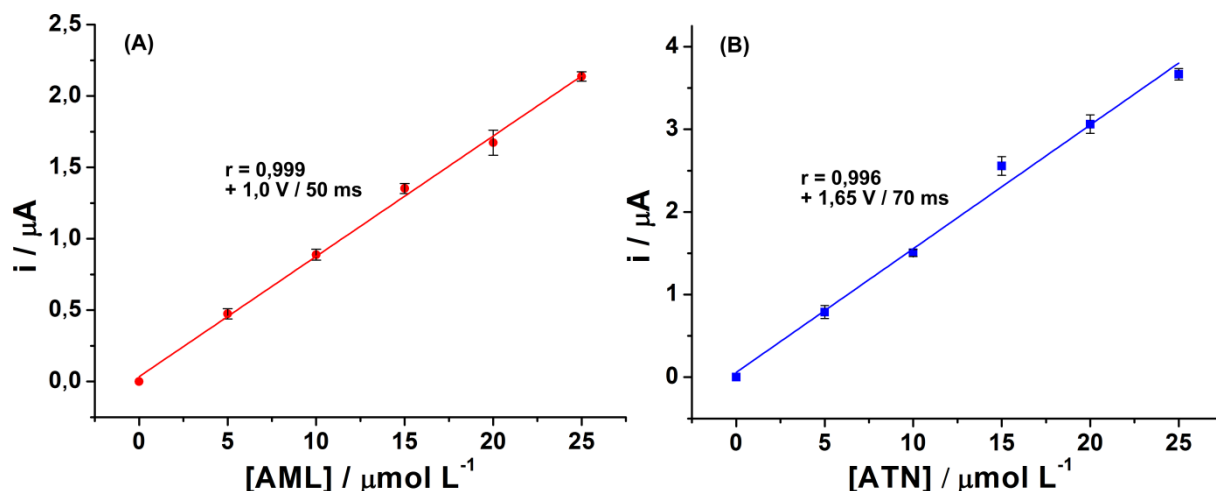 (A)
r = 0,999
+ 1,0 V / 50 ms
i / μA
2,5
2,0
1,5
1,0
0,5
0,0
0 5 10 15 20 25
[AML] / μmol L⁻¹
(B)
r = 0,996
+ 1,65 V / 70 ms
i / μA
4
3
2
1
0
0 5 10 15 20 25
[ATN] / μmol L⁻¹